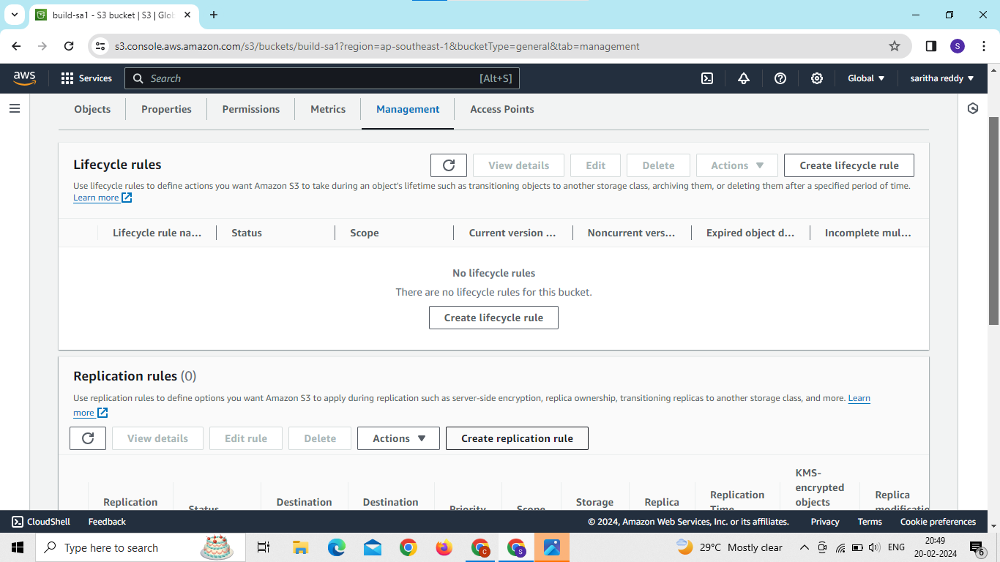 build-sa1 - S3 bucket | S3 | Glob
s3.console.aws.amazon.com/s3/buckets/build-sa1?region=ap-southeast-1&bucketType=general&tab=management
S
aws
Services
Search
[Alt+S]
Global
saritha reddy
Objects
Properties
Permissions
Metrics
Management
Access Points
Lifecycle rules
View details
Edit
Delete
Actions
Create lifecycle rule
Use lifecycle rules to define actions you want Amazon S3 to take during an object's lifetime such as transitioning objects to another storage class, archiving them, or deleting them after a specified period of time.
Learn more
Lifecycle rule na...
Status
Scope
Current version ...
Noncurrent vers...
Expired object d...
Incomplete mul...
No lifecycle rules
There are no lifecycle rules for this bucket.
Create lifecycle rule
Replication rules (0)
Use replication rules to define options you want Amazon S3 to apply during replication such as server-side encryption, replica ownership, transitioning replicas to another storage class, and more. Learn
more
View details
Edit rule
Delete
Actions
Create replication rule
Replication
Status
Destination
Destination
Priority
Scope
Storage
Replica
Replication
Time
KMS-
encrypted
objects
Replica
modificatio
CloudShell
Feedback
© 2024, Amazon Web Services, Inc. or its affiliates.
Privacy
Terms
Cookie preferences
Type here to search
C
S
29°C Mostly clear
ENG
20:49
20-02-2024
6